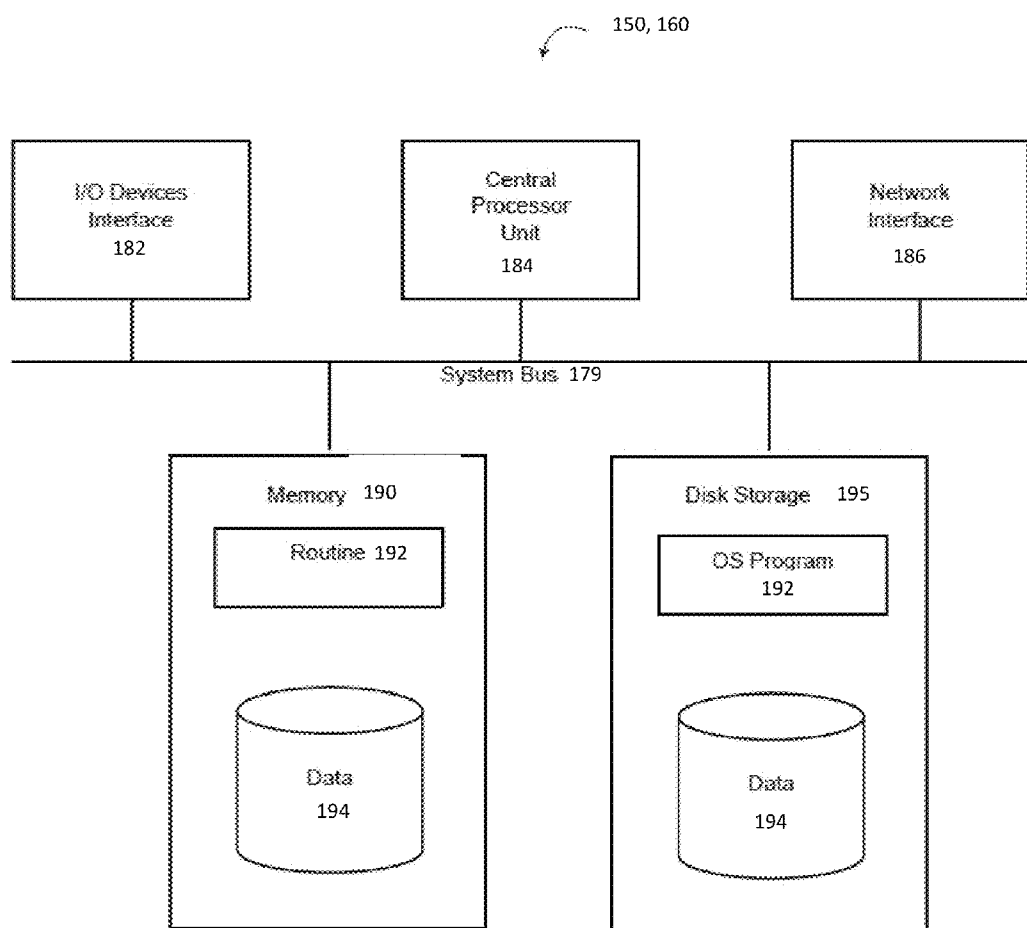 150, 160
I/O Devices
Interface
182
Central
Processor
Unit
184
Network
Interface
186
System Bus 179
Memory 190
Routine 192
Data
194
Disk Storage 195
OS Program
192
Data
194